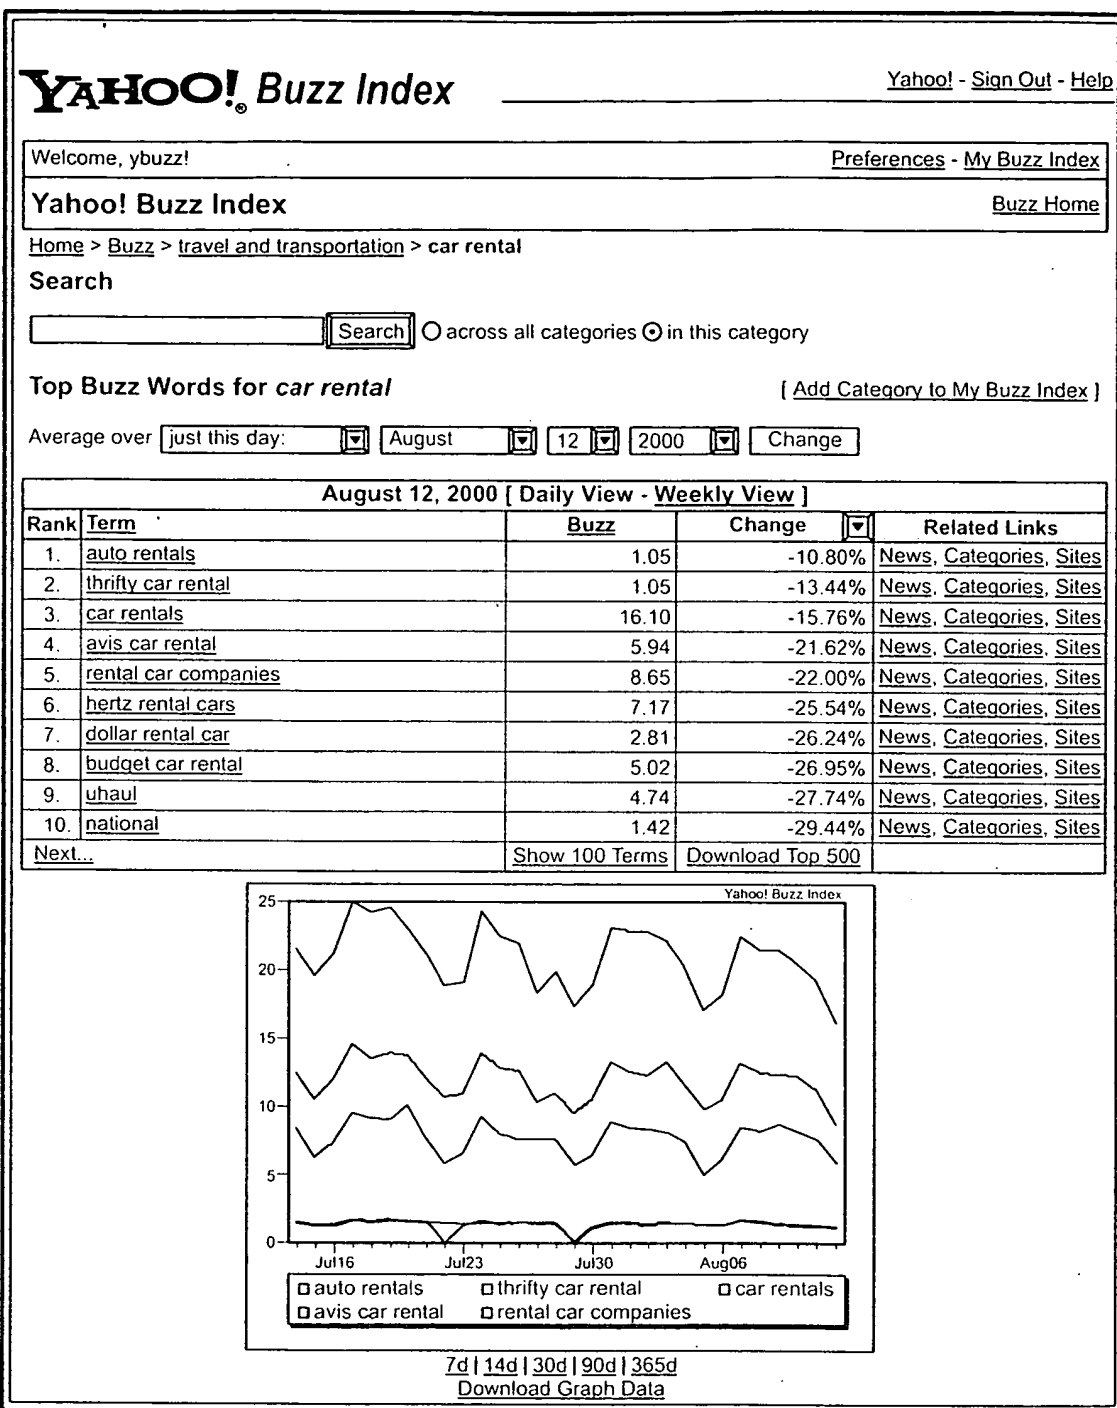 YAHOO!® Buzz Index
Yahoo! - Sign Out - Help
Welcome, ybuzz! Preferences - My Buzz Index
Yahoo! Buzz Index Buzz Home
Home > Buzz > travel and transportation > car rental
Search
Search across all categories in this category
Top Buzz Words for car rental [ Add Category to My Buzz Index ]
Average over just this day: August 12 2000 Change
August 12, 2000 [ Daily View - Weekly View ]
Rank Term Buzz Change Related Links
1. auto rentals 1.05 -10.80% News, Categories, Sites
2. thrifty car rental 1.05 -13.44% News, Categories, Sites
3. car rentals 16.10 -15.76% News, Categories, Sites
4. avis car rental 5.94 -21.62% News, Categories, Sites
5. rental car companies 8.65 -22.00% News, Categories, Sites
6. hertz rental cars 7.17 -25.54% News, Categories, Sites
7. dollar rental car 2.81 -26.24% News, Categories, Sites
8. budget car rental 5.02 -26.95% News, Categories, Sites
9. uhaul 4.74 -27.74% News, Categories, Sites
10. national 1.42 -29.44% News, Categories, Sites
Next... Show 100 Terms Download Top 500
Yahoo! Buzz Index
25
20
15
10
5
0
Jul16 Jul23 Jul30 Aug06
auto rentals thrifty car rental car rentals
avis car rental rental car companies
7d | 14d | 30d | 90d | 365d
Download Graph Data